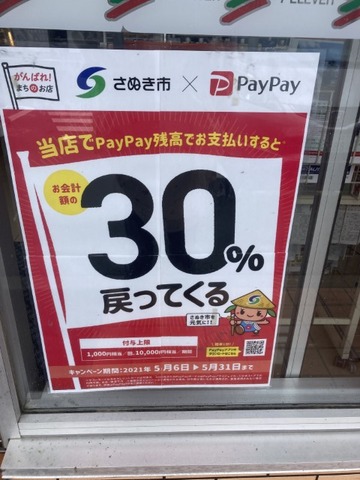 7-ELEVEN
がんばれ!
まちのお店
さぬき市 × PayPay
当店でPayPay残高でお支払いすると
お会計
額の
30%
戻ってくる
さぬき市を
元気に!!
付与上限
1,000円相当/回、10,000円相当/期間
キャンペーン期間:2021年 5月6日▶5月31日まで